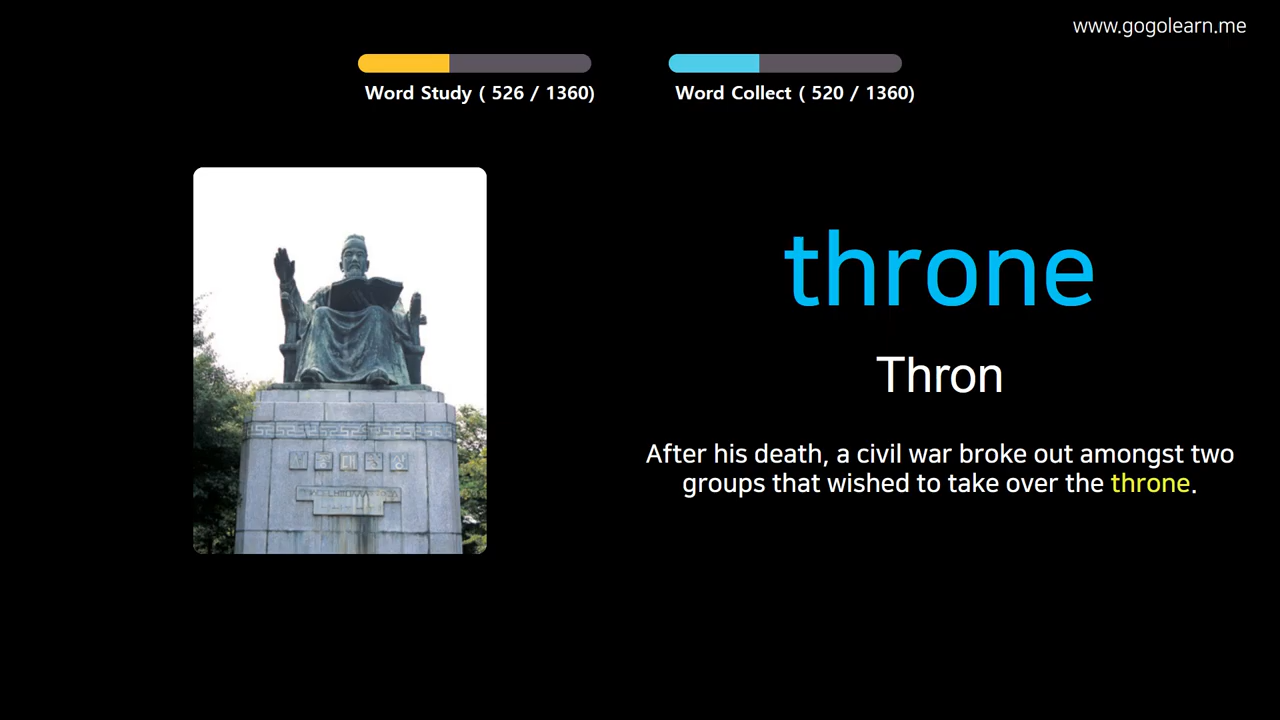 www.gogolearn.me
Word Study ( 526 / 1360)
Word Collect ( 520 / 1360)
throne
Thron
After his death, a civil war broke out amongst two
groups that wished to take over the throne.